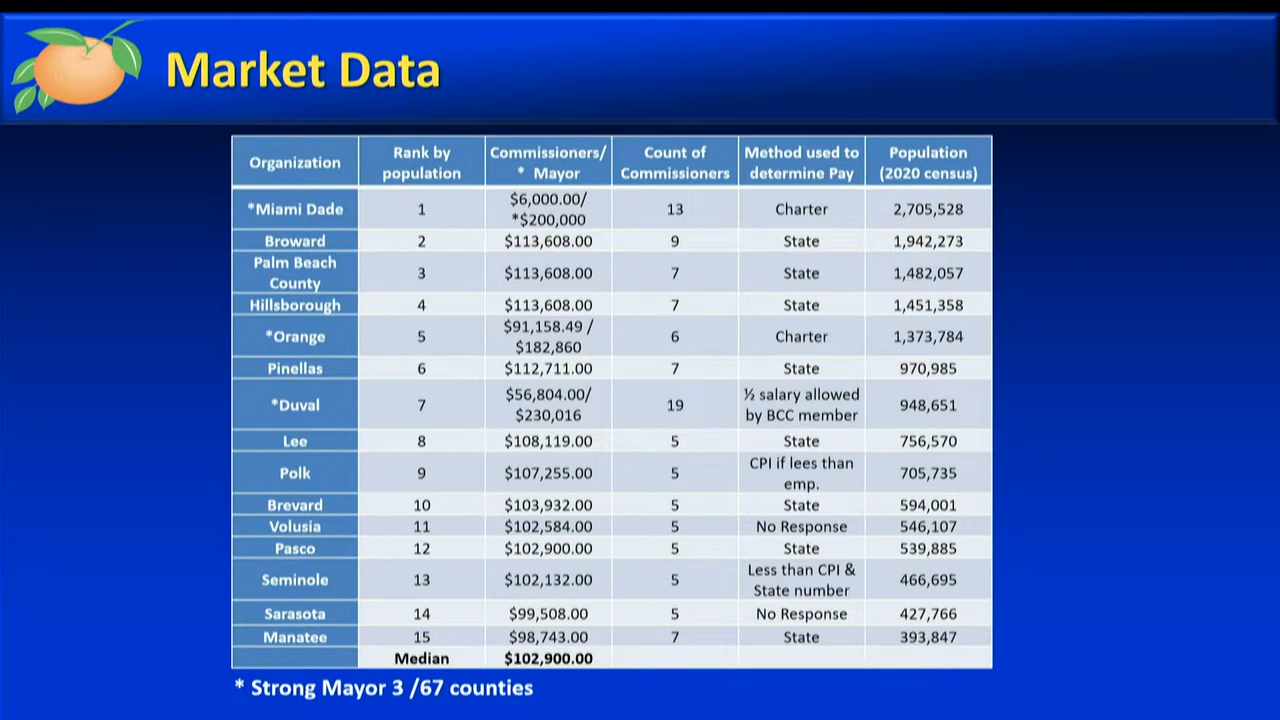 Market Data
Organization Rank by population Commissioners/ * Mayor Count of Commissioners Method used to determine Pay Population (2020 census)
*Miami Dade 1 $6,000.00/ *$200,000 13 Charter 2,705,528
Broward 2 $113,608.00 9 State 1,942,273
Palm Beach County 3 $113,608.00 7 State 1,482,057
Hillsborough 4 $113,608.00 7 State 1,451,358
*Orange 5 $91,158.49 / $182,860 6 Charter 1,373,784
Pinellas 6 $112,711.00 7 State 970,985
*Duval 7 $56,804.00/ $230,016 19 ½ salary allowed by BCC member 948,651
Lee 8 $108,119.00 5 State 756,570
Polk 9 $107,255.00 5 CPI if lees than emp. 705,735
Brevard 10 $103,932.00 5 State 594,001
Volusia 11 $102,584.00 5 No Response 546,107
Pasco 12 $102,900.00 5 State 539,885
Seminole 13 $102,132.00 5 Less than CPI & State number 466,695
Sarasota 14 $99,508.00 5 No Response 427,766
Manatee 15 $98,743.00 7 State 393,847
Median $102,900.00
* Strong Mayor 3 /67 counties